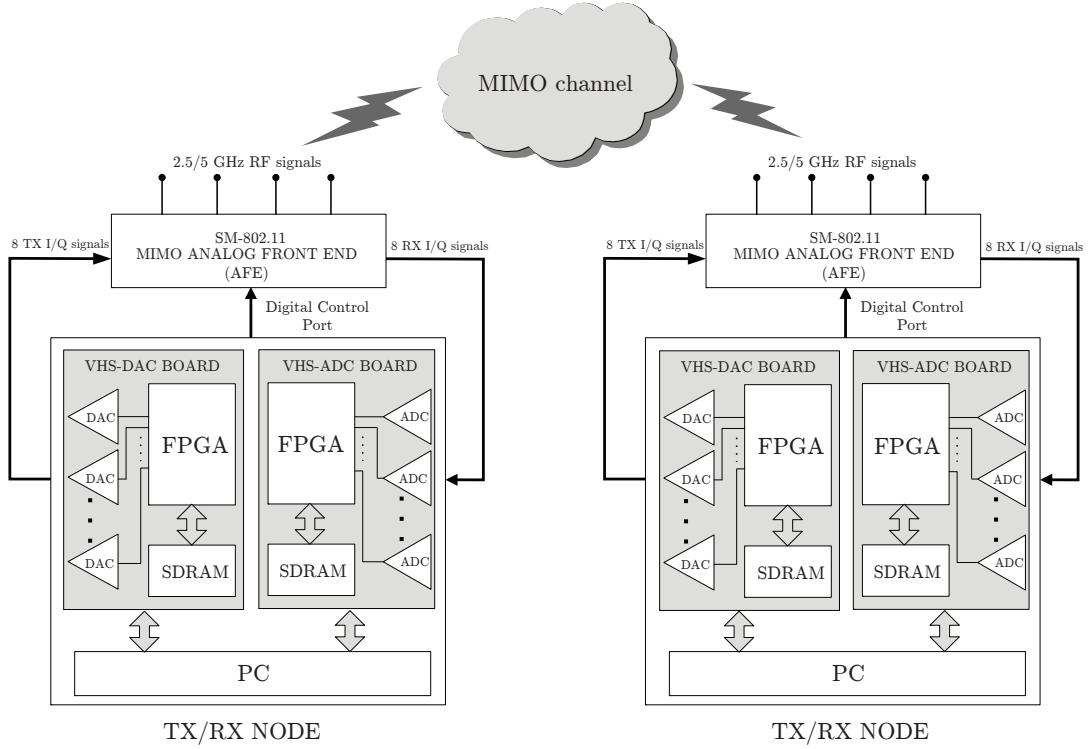 MIMO channel
2.5/5 GHz RF signals
8 TX I/Q signals
SM-802.11
MIMO ANALOG FRONT END
(AFE)
8 RX I/Q signals
Digital Control
Port
VHS-DAC BOARD
DAC
DAC
DAC
FPGA
SDRAM
VHS-ADC BOARD
FPGA
SDRAM
ADC
ADC
ADC
PC
TX/RX NODE
2.5/5 GHz RF signals
8 TX I/Q signals
SM-802.11
MIMO ANALOG FRONT END
(AFE)
8 RX I/Q signals
Digital Control
Port
VHS-DAC BOARD
DAC
DAC
DAC
FPGA
SDRAM
VHS-ADC BOARD
FPGA
SDRAM
ADC
ADC
ADC
PC
TX/RX NODE